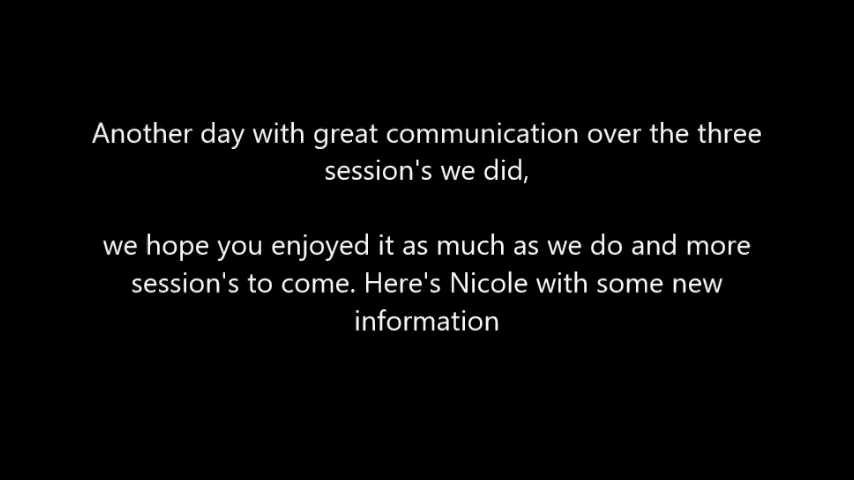 Another day with great communication over the three
session's we did,
we hope you enjoyed it as much as we do and more
session's to come. Here's Nicole with some new
information